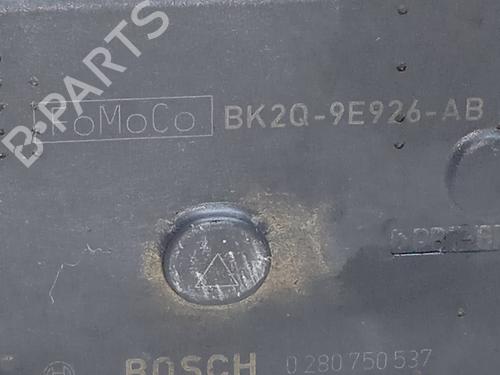 B PARTS
FoMoCo BK2Q-9E926-AB
BOSCH 0 280 750 537